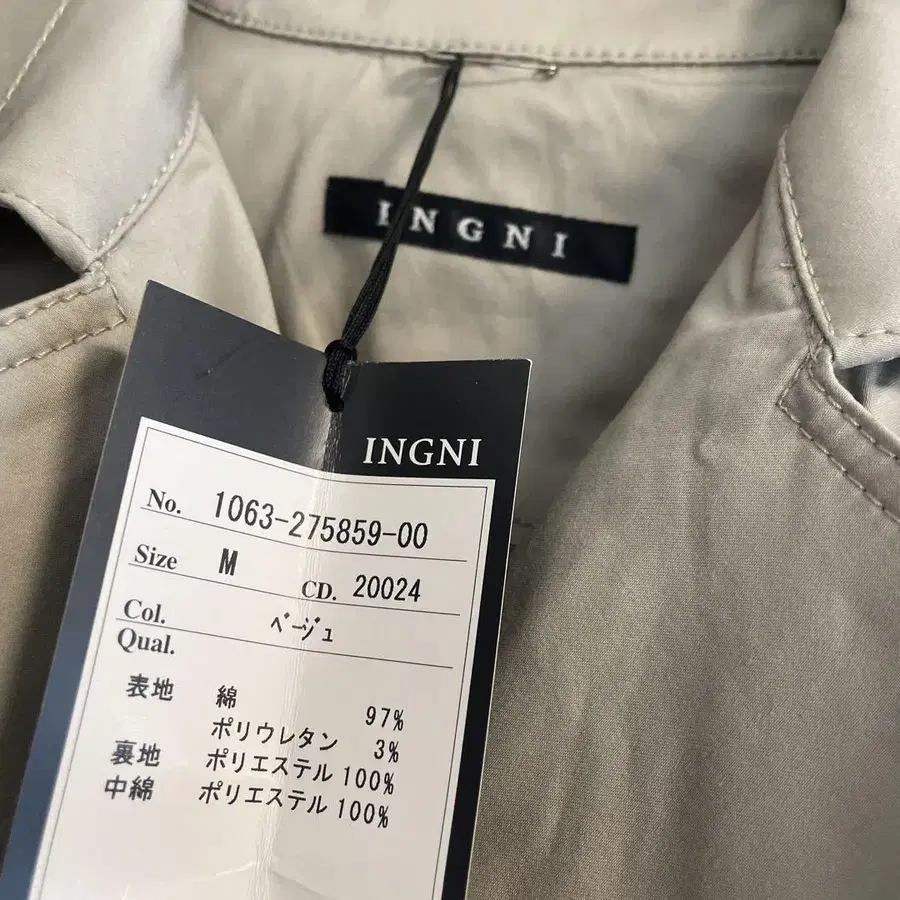 INGNI
INGNI
No. 1063-275859-00
Size M CD. 20024
Col. ベージュ
Qual.
表地 綿 97%
ポリウレタン 3%
裏地 ポリエステル 100%
中綿 ポリエステル 100%